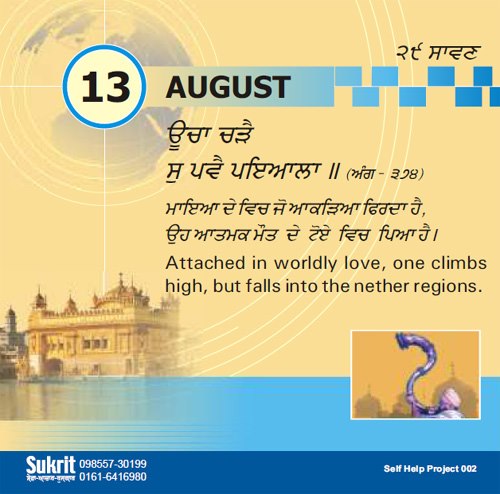 ੨੯ ਸਾਵਣ
13 AUGUST
ਊਚਾ ਚੜੈ
ਸੁ ਪਵੈ ਪਇਆਲਾ ॥ (ਅੰਗ - ੩੭੪)
ਮਾਇਆ ਦੇ ਵਿਚ ਜੋ ਆਕੜਿਆ ਫਿਰਦਾ ਹੈ,
ਉਹ ਆਤਮਕ ਮੌਤ ਦੇ ਟੋਏ ਵਿਚ ਪਿਆ ਹੈ।
Attached in worldly love, one climbs
high, but falls into the nether regions.
Sukrit 098557-30199
0161-6416980
Self Help Project 002